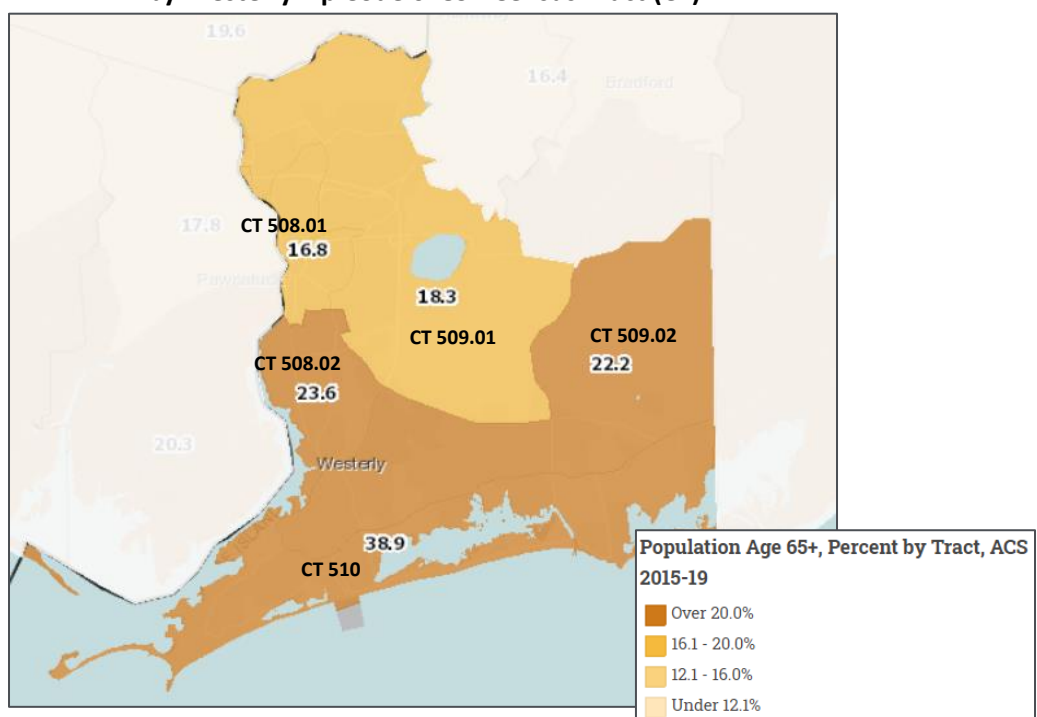 19.6
16.4
Bradford
17.8
CT 508.01
16.8
Pawcatuck
18.3
CT 509.01
CT 509.02
22.2
CT 508.02
23.6
20.3
Westerly
38.9
CT 510
Population Age 65+, Percent by Tract, ACS
2015-19
Over 20.0%
16.1 - 20.0%
12.1 - 16.0%
Under 12.1%